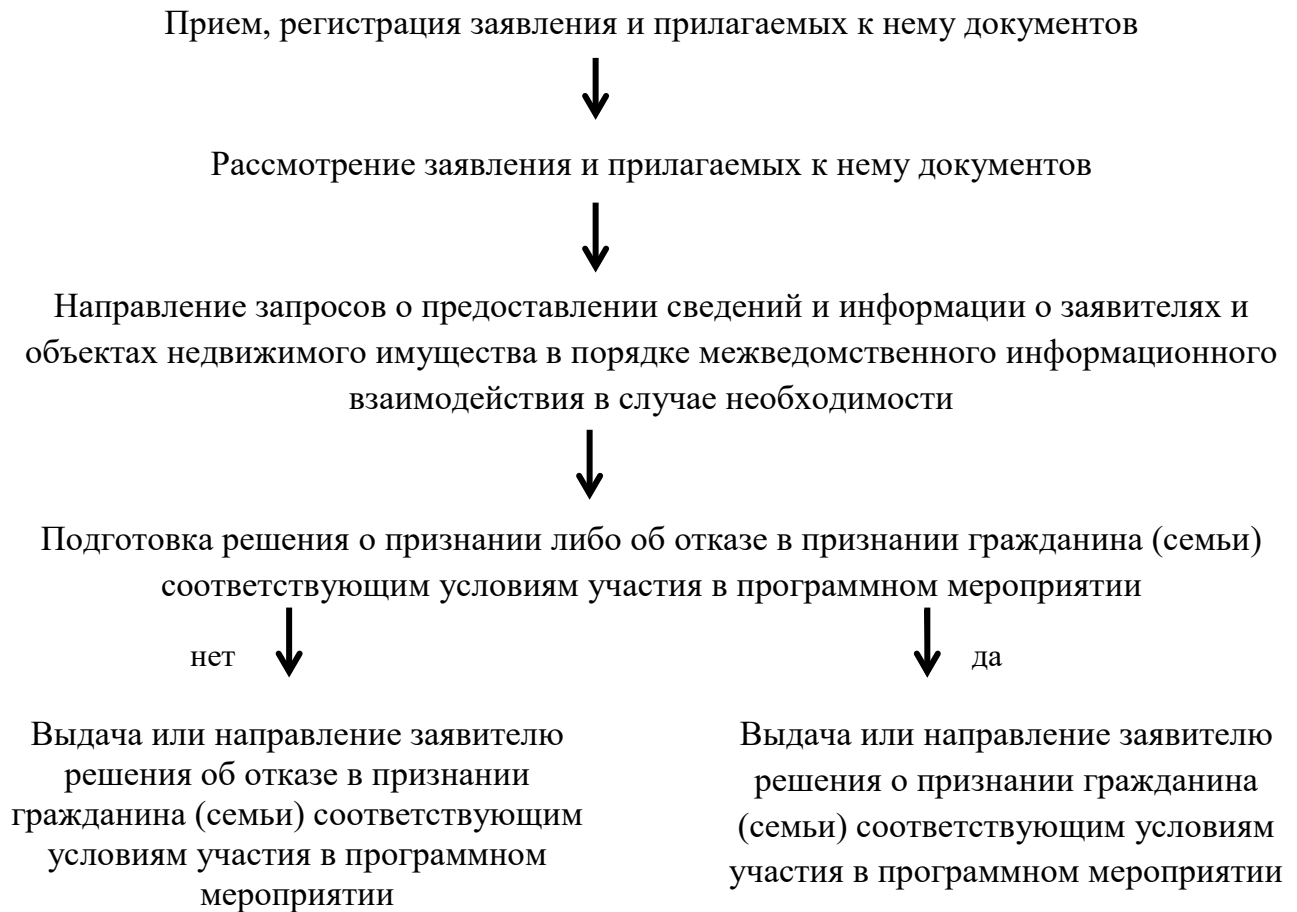 Прием, регистрация заявления и прилагаемых к нему документов
Рассмотрение заявления и прилагаемых к нему документов
Направление запросов о предоставлении сведений и информации о заявителях и
объектах недвижимого имущества в порядке межведомственного информационного
взаимодействия в случае необходимости
Подготовка решения о признании либо об отказе в признании гражданина (семьи)
соответствующим условиям участия в программном мероприятии
нет
да
Выдача или направление заявителю
решения об отказе в признании
гражданина (семьи) соответствующим
условиям участия в программном
мероприятии
Выдача или направление заявителю
решения о признании гражданина
(семьи) соответствующим условиям
участия в программном мероприятии